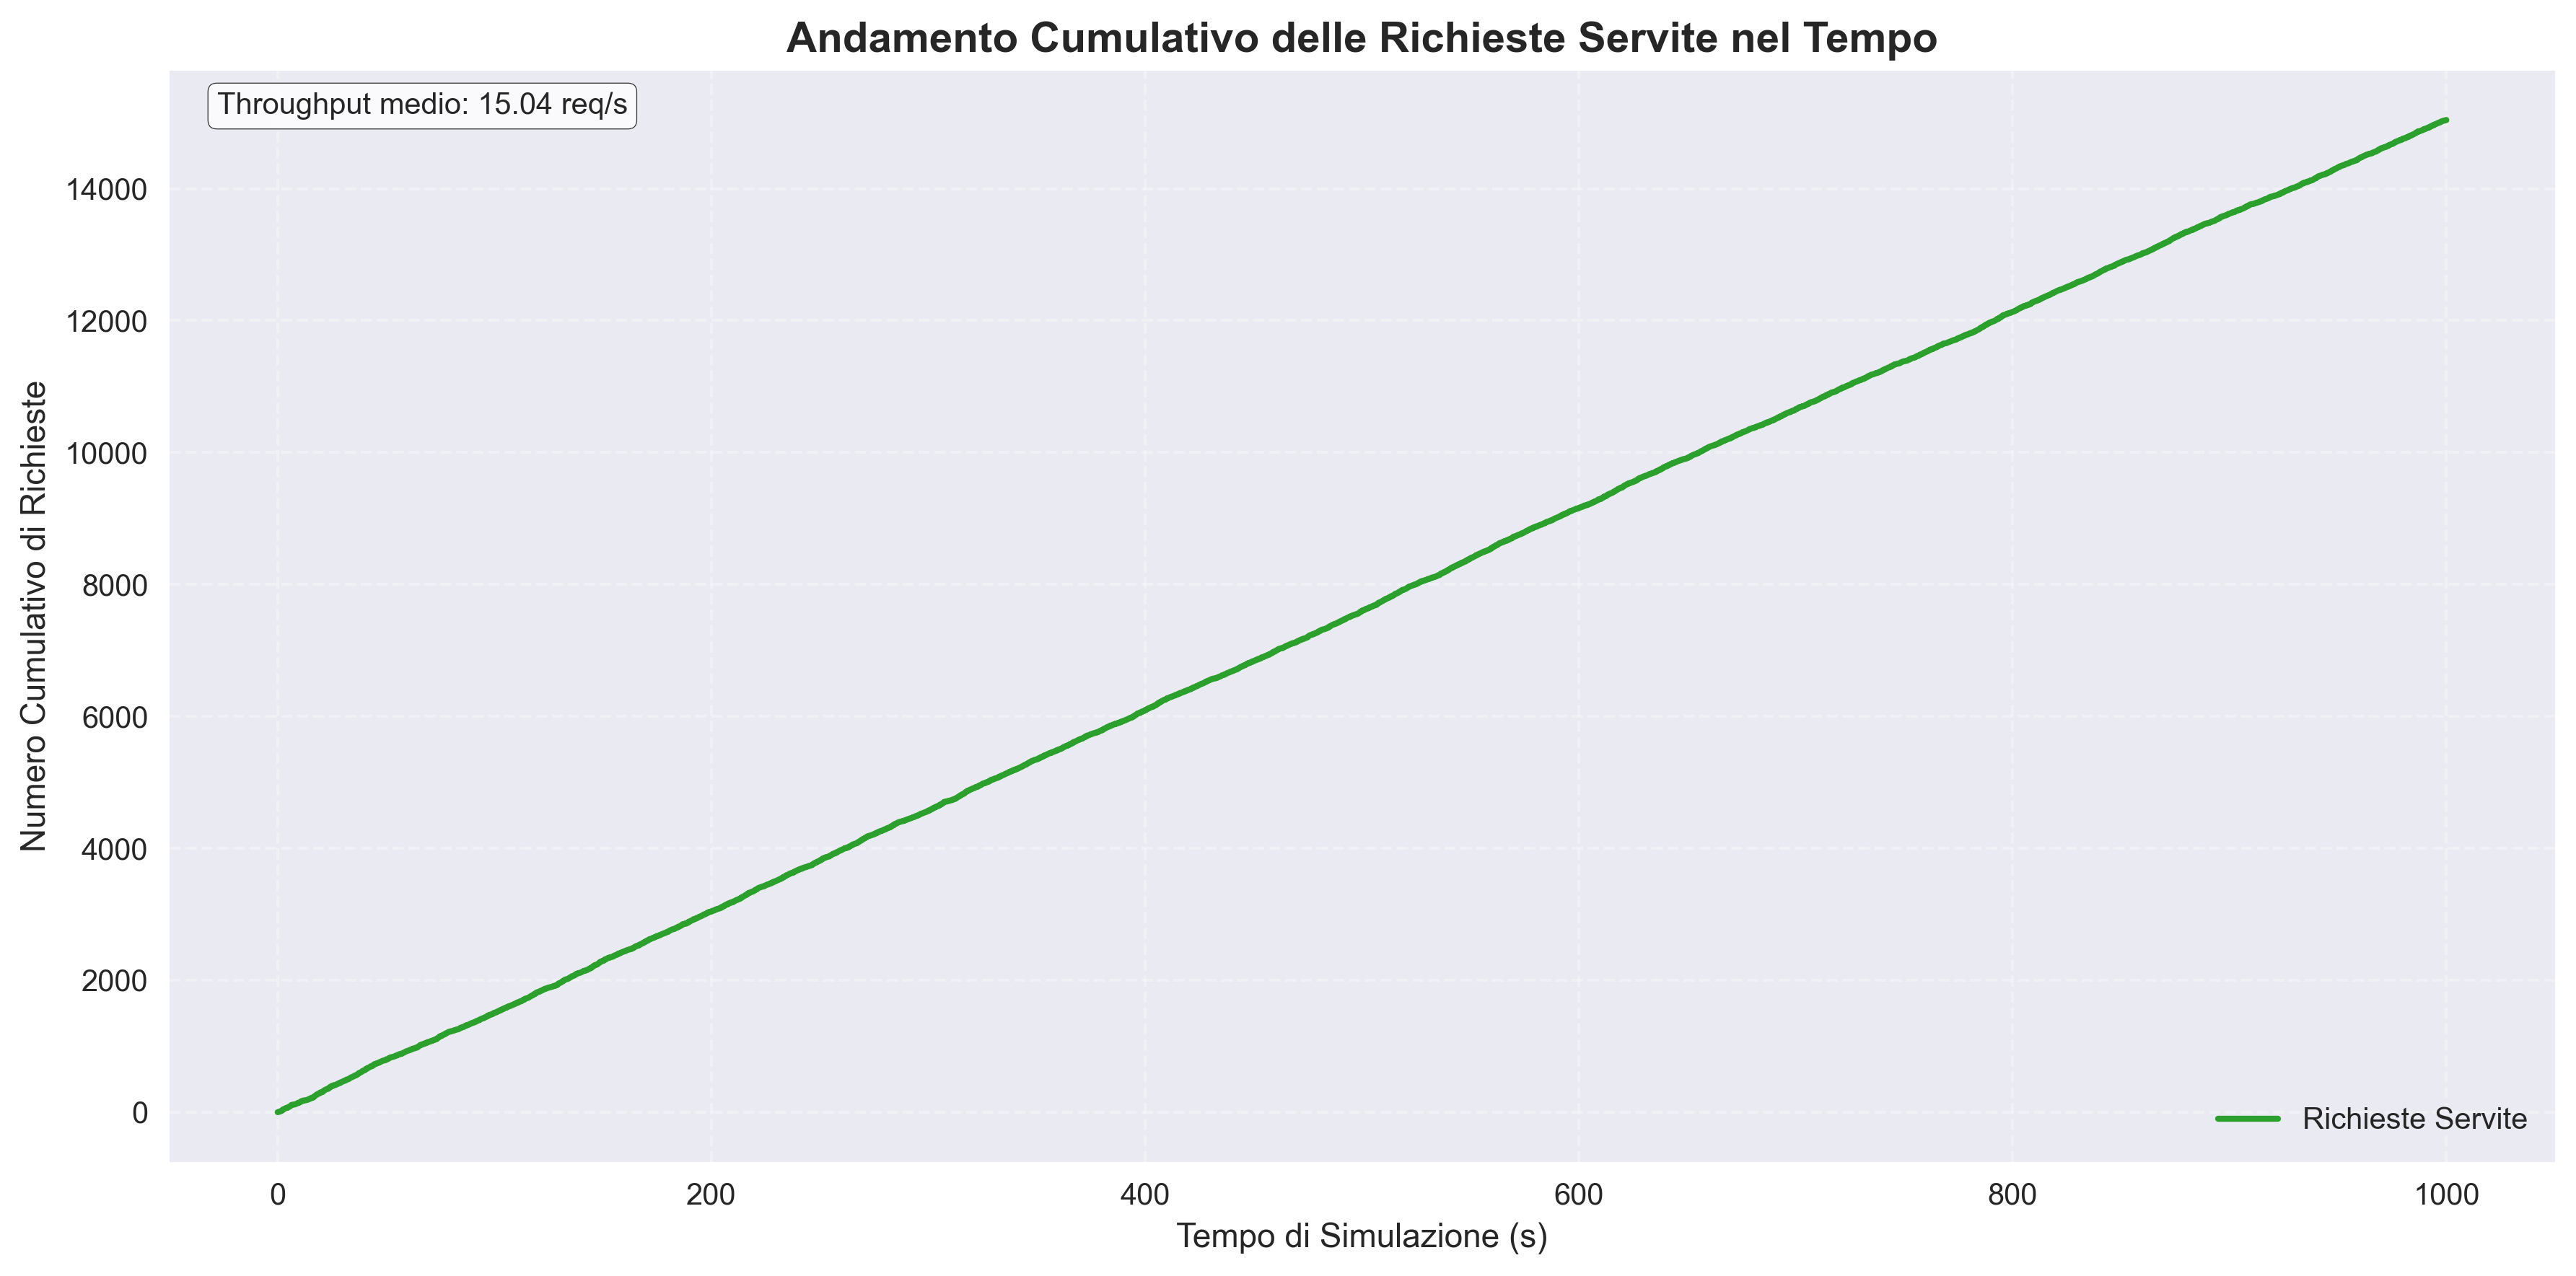 Andamento Cumulativo delle Richieste Servite nel Tempo
Throughput medio: 15.04 req/s
Numero Cumulativo di Richieste
14000
12000
10000
8000
6000
4000
2000
0
Richieste Servite
0 200 400 600 800 1000
Tempo di Simulazione (s)